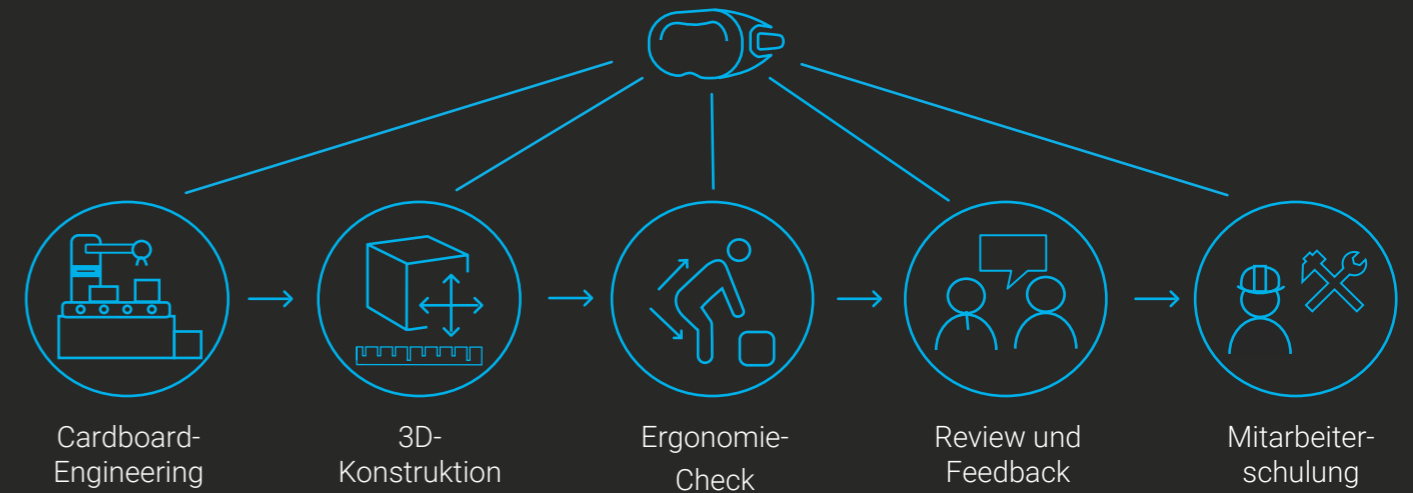 Cardboard-
Engineering
3D-
Konstruktion
Ergonomie-
Check
Review und
Feedback
Mitarbeiter-
schulung